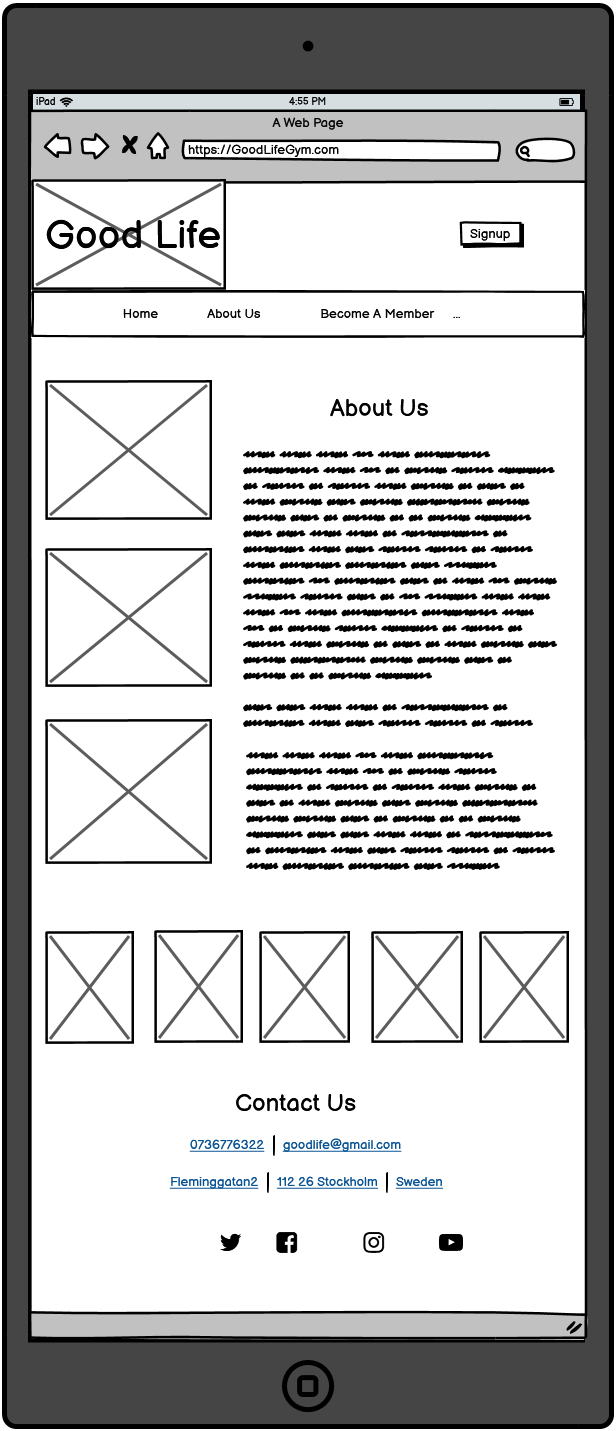 iPad 4:55 PM
A Web Page
https://GoodLifeGym.com
Good Life
Signup
Home About Us Become A Member ...
About Us
Contact Us
0736776322 | goodlife@gmail.com
Fleminggatan2 | 112 26 Stockholm | Sweden